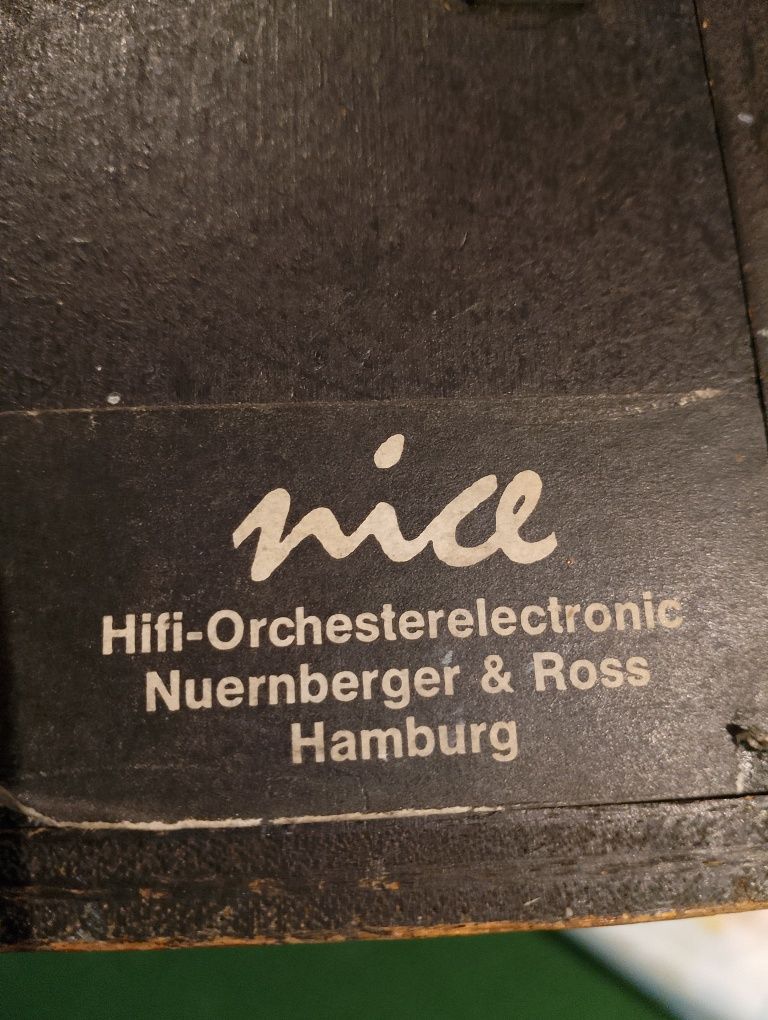 nice
Hifi-Orchesterelectronic
Nuernberger & Ross
Hamburg